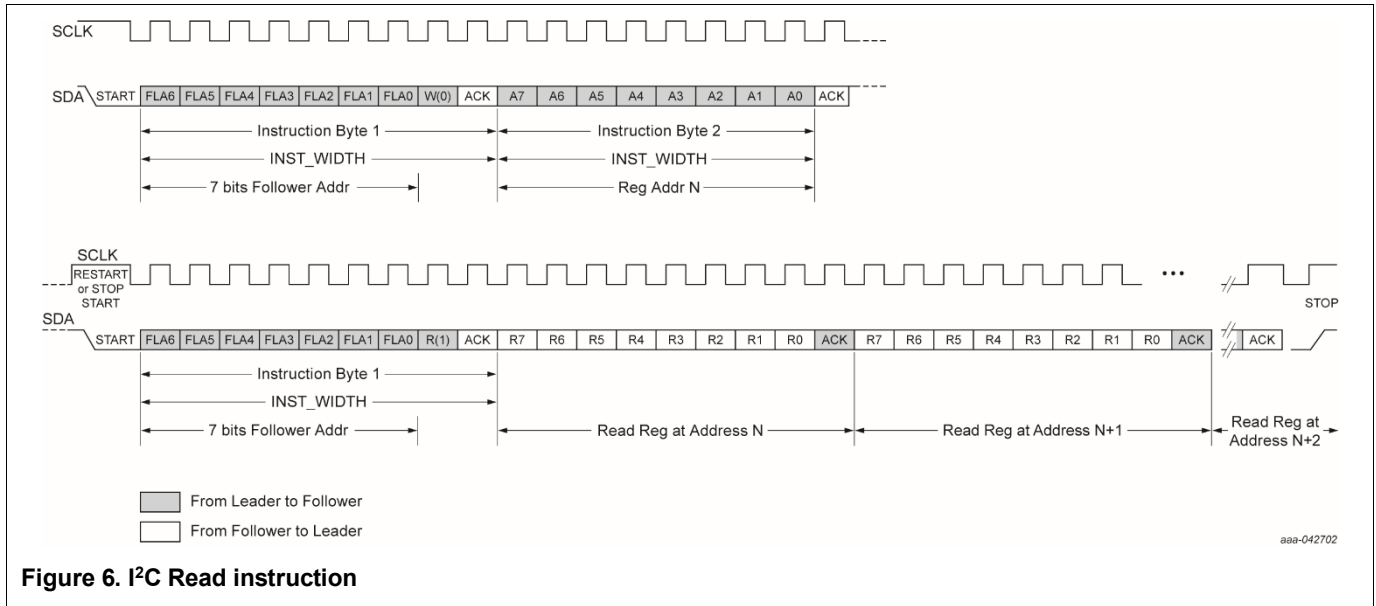 SCLK
SDA START FLA6 FLA5 FLA4 FLA3 FLA2 FLA1 FLA0 W(0) ACK A7 A6 A5 A4 A3 A2 A1 A0 ACK
Instruction Byte 1 Instruction Byte 2
INST_WIDTH INST_WIDTH
7 bits Follower Addr Reg Addr N
SCLK
RESTART
or STOP
START
STOP
SDA
START FLA6 FLA5 FLA4 FLA3 FLA2 FLA1 FLA0 R(1) ACK R7 R6 R5 R4 R3 R2 R1 R0 ACK R7 R6 R5 R4 R3 R2 R1 R0 ACK ACK
Instruction Byte 1
INST_WIDTH
7 bits Follower Addr Read Reg at Address N Read Reg at Address N+1 Read Reg at
Address N+2
From Leader to Follower
From Follower to Leader
aaa-042702
Figure 6. I²C Read instruction